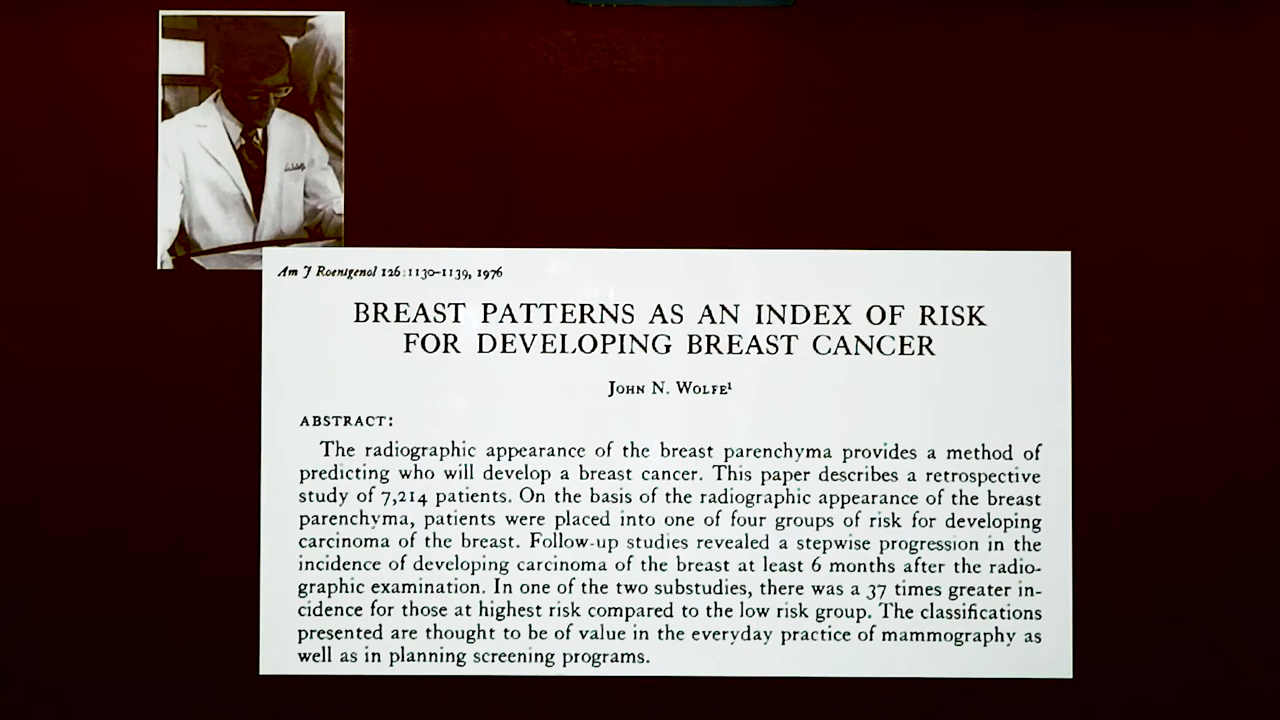 Am J Roentgenol 126:1130–1139, 1976
BREAST PATTERNS AS AN INDEX OF RISK
FOR DEVELOPING BREAST CANCER
John N. Wolfe¹
ABSTRACT:
The radiographic appearance of the breast parenchyma provides a method of
predicting who will develop a breast cancer. This paper describes a retrospective
study of 7,214 patients. On the basis of the radiographic appearance of the breast
parenchyma, patients were placed into one of four groups of risk for developing
carcinoma of the breast. Follow-up studies revealed a stepwise progression in the
incidence of developing carcinoma of the breast at least 6 months after the radio-
graphic examination. In one of the two substudies, there was a 37 times greater in-
cidence for those at highest risk compared to the low risk group. The classifications
presented are thought to be of value in the everyday practice of mammography as
well as in planning screening programs.